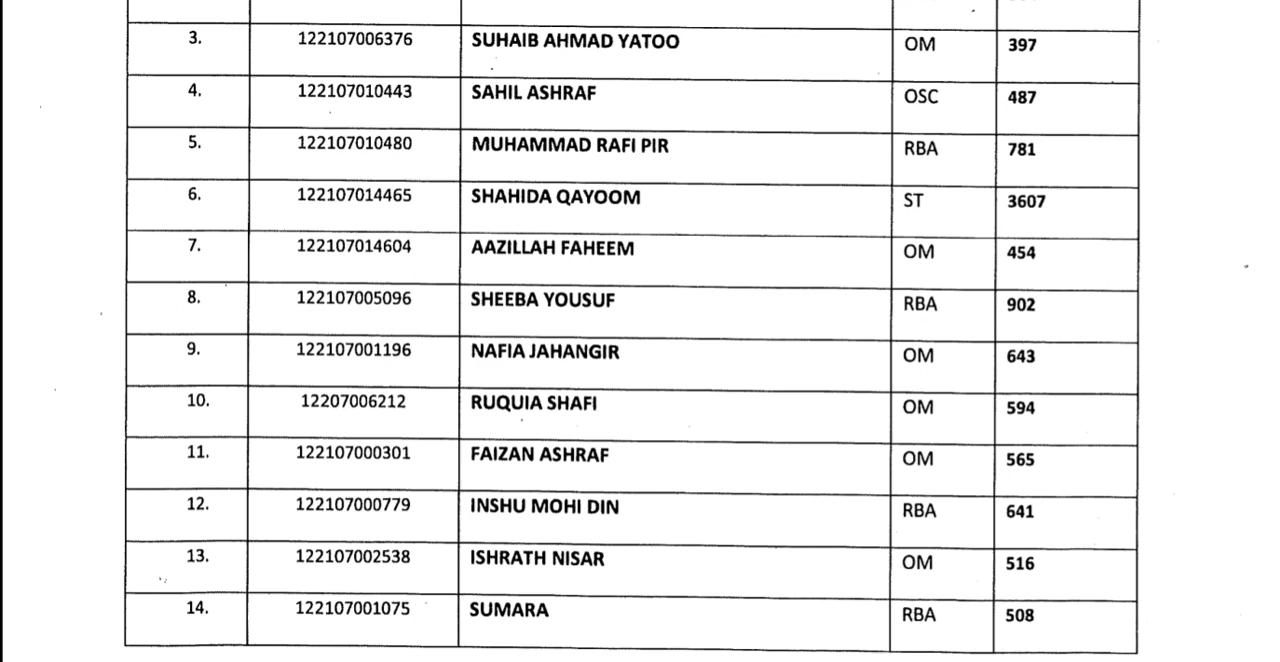 3. 122107006376 SUHAIB AHMAD YATOO OM 397
4. 122107010443 SAHIL ASHRAF OSC 487
5. 122107010480 MUHAMMAD RAFI PIR RBA 781
6. 122107014465 SHAHIDA QAYOOM ST 3607
7. 122107014604 AAZILLAH FAHEEM OM 454
8. 122107005096 SHEEBA YOUSUF RBA 902
9. 122107001196 NAFIA JAHANGIR OM 643
10. 12207006212 RUQUIA SHAFI OM 594
11. 122107000301 FAIZAN ASHRAF OM 565
12. 122107000779 INSHU MOHI DIN RBA 641
13. 122107002538 ISHRATH NISAR OM 516
14. 122107001075 SUMARA RBA 508